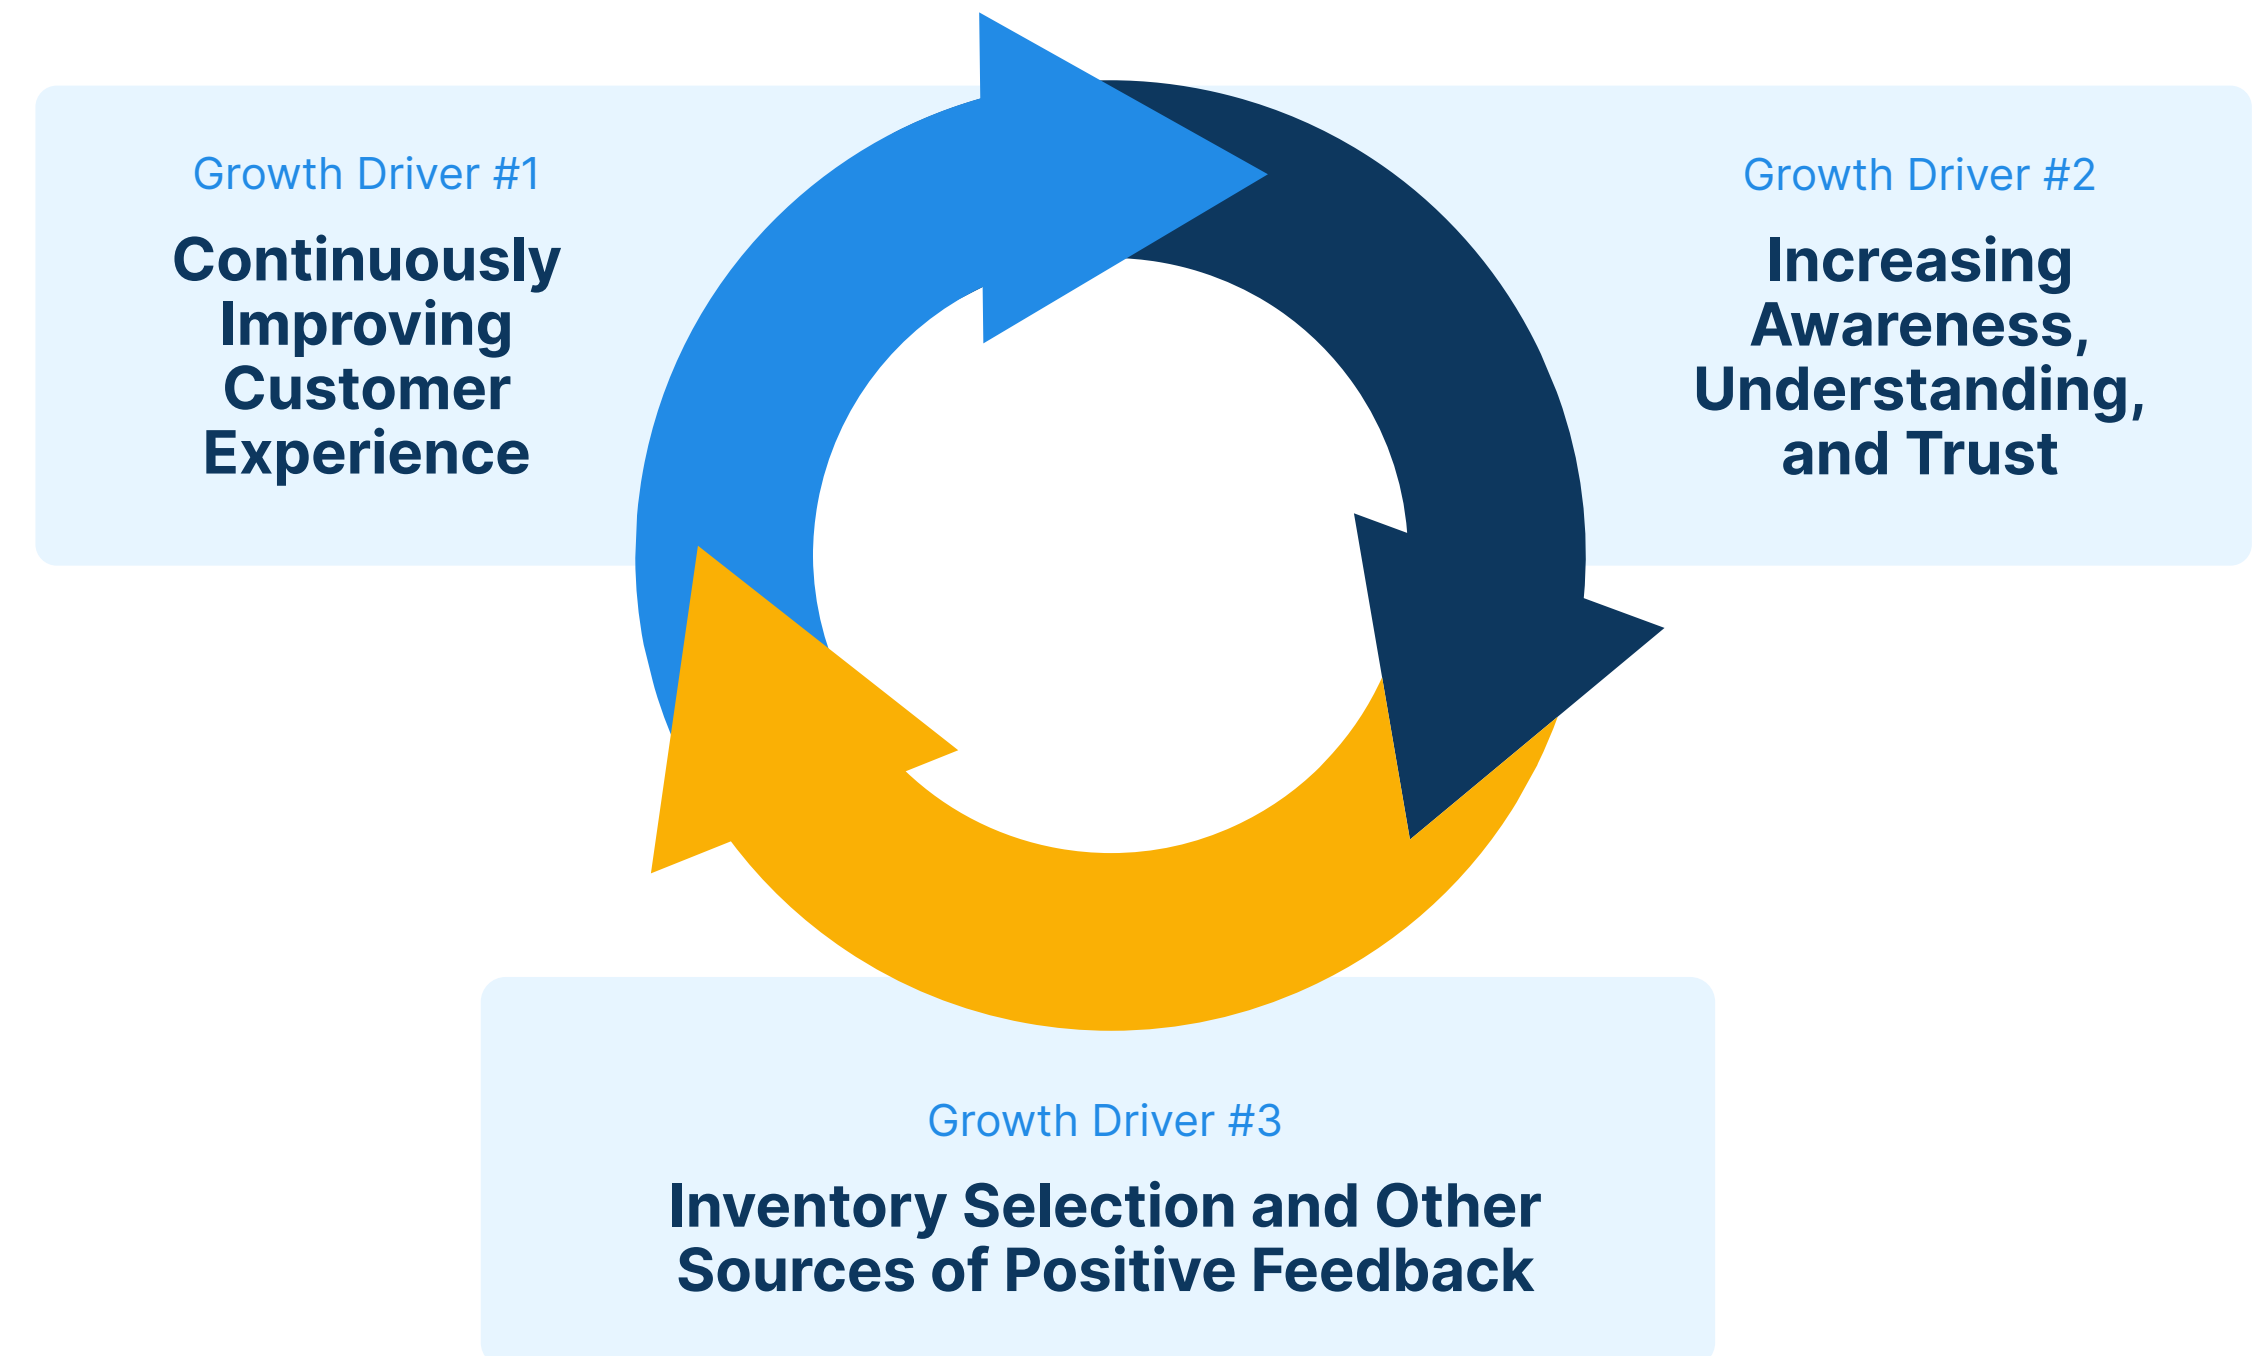 Growth Driver #1
Continuously
Improving
Customer
Experience
Growth Driver #2
Increasing
Awareness,
Understanding,
and Trust
Growth Driver #3
Inventory Selection and Other
Sources of Positive Feedback